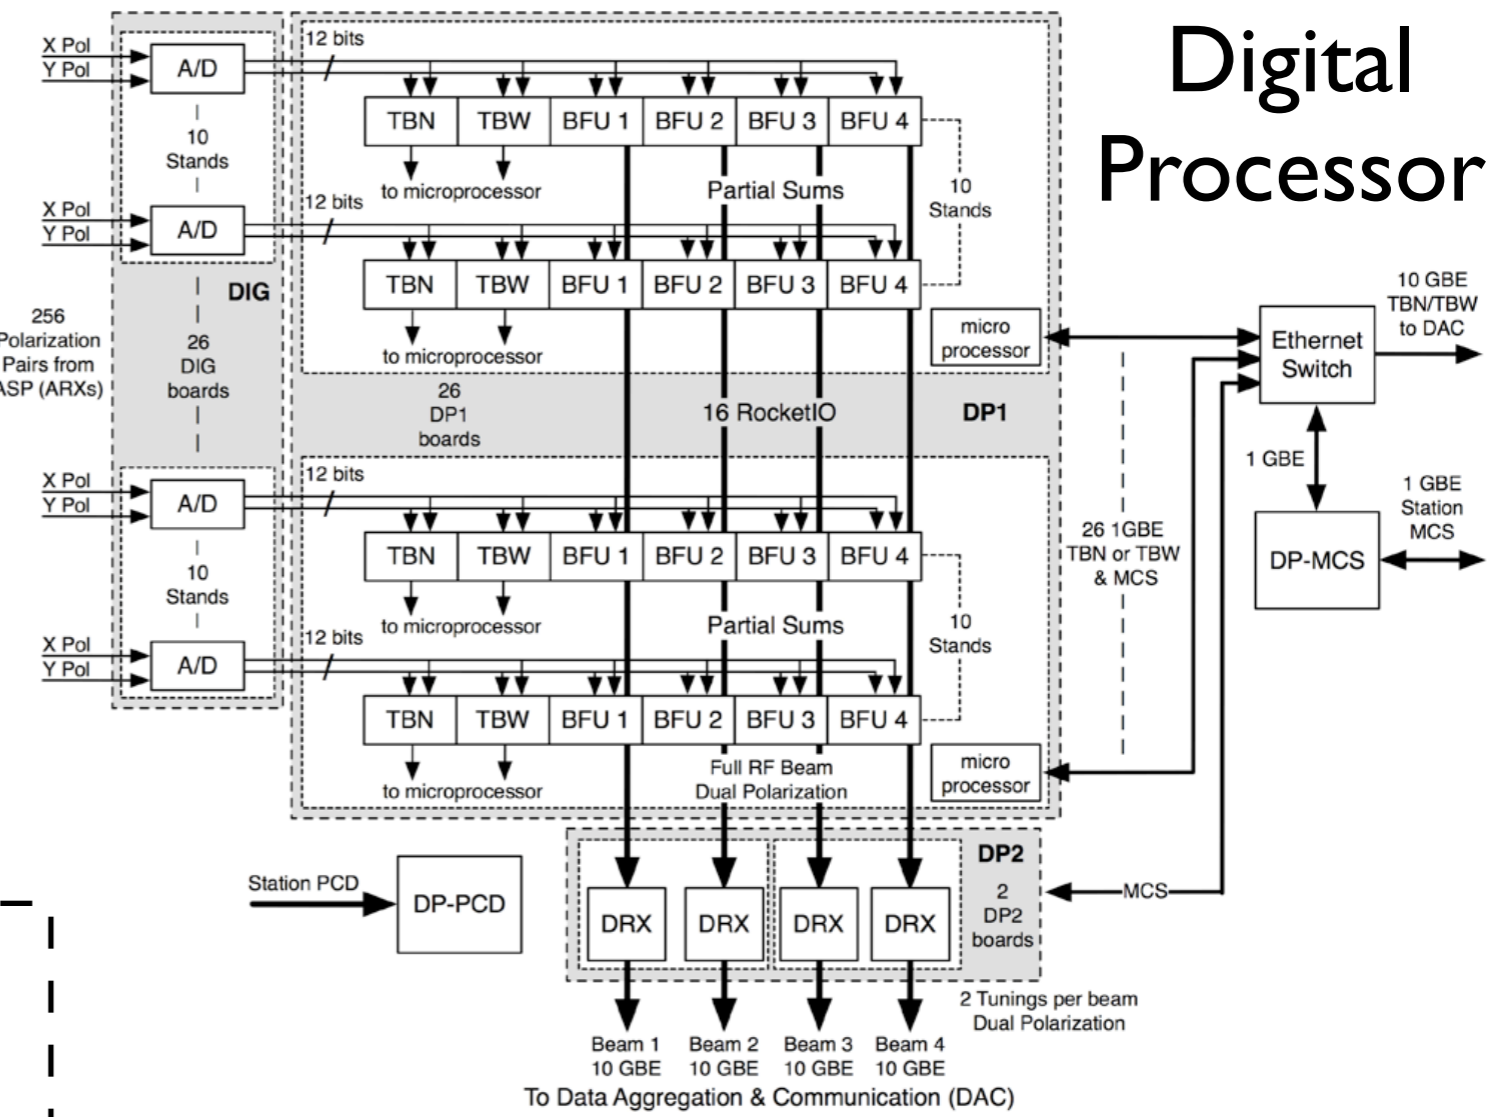 Digital
Processor
X Pol
Y Pol
A/D
10
Stands
X Pol
Y Pol
A/D
DIG
256
Polarization
Pairs from
ASP (ARXs)
26
DIG
boards
X Pol
Y Pol
A/D
10
Stands
X Pol
Y Pol
A/D
12 bits
TBN TBW BFU 1 BFU 2 BFU 3 BFU 4
to microprocessor
Partial Sums
10
Stands
12 bits
TBN TBW BFU 1 BFU 2 BFU 3 BFU 4
to microprocessor
micro
processor
26
DP1
boards
16 RocketIO
DP1
12 bits
TBN TBW BFU 1 BFU 2 BFU 3 BFU 4
to microprocessor
Partial Sums
10
Stands
12 bits
TBN TBW BFU 1 BFU 2 BFU 3 BFU 4
to microprocessor
Full RF Beam
Dual Polarization
micro
processor
26 1GBE
TBN or TBW
& MCS
Ethernet
Switch
10 GBE
TBN/TBW
to DAC
1 GBE
DP-MCS
1 GBE
Station
MCS
Station PCD
DP-PCD
DRX DRX DRX DRX
DP2
2
DP2
boards
MCS
2 Tunings per beam
Dual Polarization
Beam 1 Beam 2 Beam 3 Beam 4
10 GBE 10 GBE 10 GBE 10 GBE
To Data Aggregation & Communication (DAC)